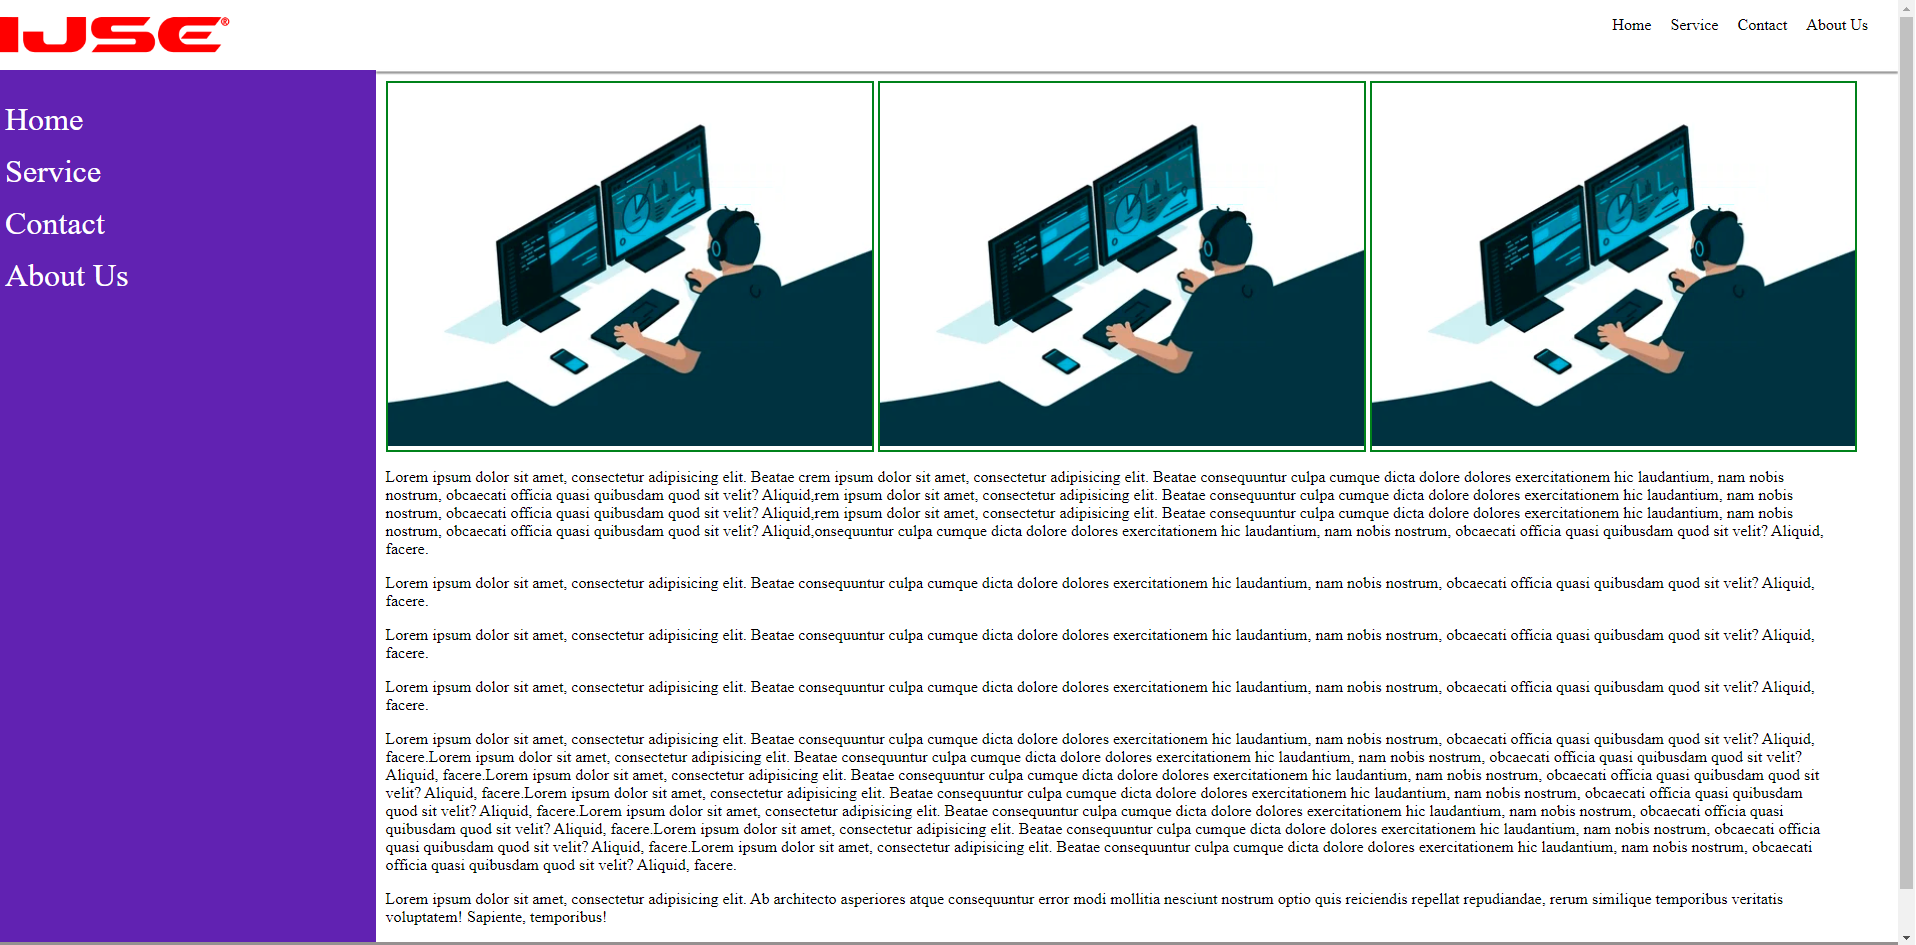 IJSE®
Home Service Contact About Us
Home
Service
Contact
About Us
Lorem ipsum dolor sit amet, consectetur adipisicing elit. Beatae crem ipsum dolor sit amet, consectetur adipisicing elit. Beatae consequuntur culpa cumque dicta dolore dolores exercitationem hic laudantium, nam nobis
nostrum, obcaecati officia quasi quibusdam quod sit velit? Aliquid,rem ipsum dolor sit amet, consectetur adipisicing elit. Beatae consequuntur culpa cumque dicta dolore dolores exercitationem hic laudantium, nam nobis
nostrum, obcaecati officia quasi quibusdam quod sit velit? Aliquid,rem ipsum dolor sit amet, consectetur adipisicing elit. Beatae consequuntur culpa cumque dicta dolore dolores exercitationem hic laudantium, nam nobis
nostrum, obcaecati officia quasi quibusdam quod sit velit? Aliquid,onsequuntur culpa cumque dicta dolore dolores exercitationem hic laudantium, nam nobis nostrum, obcaecati officia quasi quibusdam quod sit velit? Aliquid,
facere.
Lorem ipsum dolor sit amet, consectetur adipisicing elit. Beatae consequuntur culpa cumque dicta dolore dolores exercitationem hic laudantium, nam nobis nostrum, obcaecati officia quasi quibusdam quod sit velit? Aliquid,
facere.
Lorem ipsum dolor sit amet, consectetur adipisicing elit. Beatae consequuntur culpa cumque dicta dolore dolores exercitationem hic laudantium, nam nobis nostrum, obcaecati officia quasi quibusdam quod sit velit? Aliquid,
facere.
Lorem ipsum dolor sit amet, consectetur adipisicing elit. Beatae consequuntur culpa cumque dicta dolore dolores exercitationem hic laudantium, nam nobis nostrum, obcaecati officia quasi quibusdam quod sit velit? Aliquid,
facere.
Lorem ipsum dolor sit amet, consectetur adipisicing elit. Beatae consequuntur culpa cumque dicta dolore dolores exercitationem hic laudantium, nam nobis nostrum, obcaecati officia quasi quibusdam quod sit velit? Aliquid,
facere.Lorem ipsum dolor sit amet, consectetur adipisicing elit. Beatae consequuntur culpa cumque dicta dolore dolores exercitationem hic laudantium, nam nobis nostrum, obcaecati officia quasi quibusdam quod sit velit?
Aliquid, facere.Lorem ipsum dolor sit amet, consectetur adipisicing elit. Beatae consequuntur culpa cumque dicta dolore dolores exercitationem hic laudantium, nam nobis nostrum, obcaecati officia quasi quibusdam quod sit
velit? Aliquid, facere.Lorem ipsum dolor sit amet, consectetur adipisicing elit. Beatae consequuntur culpa cumque dicta dolore dolores exercitationem hic laudantium, nam nobis nostrum, obcaecati officia quasi quibusdam
quod sit velit? Aliquid, facere.Lorem ipsum dolor sit amet, consectetur adipisicing elit. Beatae consequuntur culpa cumque dicta dolore dolores exercitationem hic laudantium, nam nobis nostrum, obcaecati officia quasi
quibusdam quod sit velit? Aliquid, facere.Lorem ipsum dolor sit amet, consectetur adipisicing elit. Beatae consequuntur culpa cumque dicta dolore dolores exercitationem hic laudantium, nam nobis nostrum, obcaecati officia
quasi quibusdam quod sit velit? Aliquid, facere.Lorem ipsum dolor sit amet, consectetur adipisicing elit. Beatae consequuntur culpa cumque dicta dolore dolores exercitationem hic laudantium, nam nobis nostrum, obcaecati
officia quasi quibusdam quod sit velit? Aliquid, facere.
Lorem ipsum dolor sit amet, consectetur adipisicing elit. Ab architecto asperiores atque consequuntur error modi mollitia nesciunt nostrum optio quis reiciendis repellat repudiandae, rerum similique temporibus veritatis
voluptatem! Sapiente, temporibus!